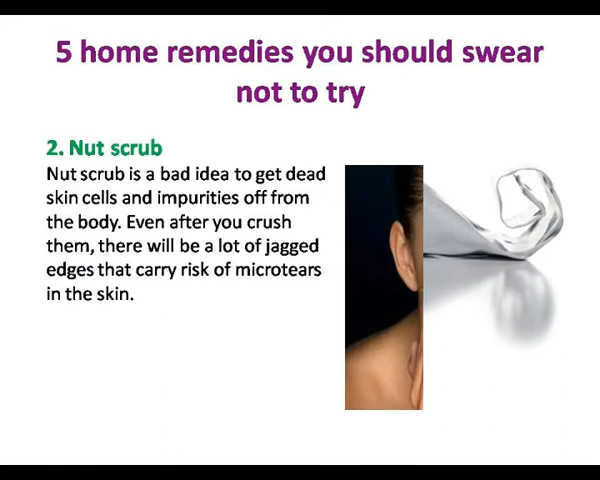 5 home remedies you should swear
not to try
2. Nut scrub
Nut scrub is a bad idea to get dead
skin cells and impurities off from
the body. Even after you crush
them, there will be a lot of jagged
edges that carry risk of microtears
in the skin.